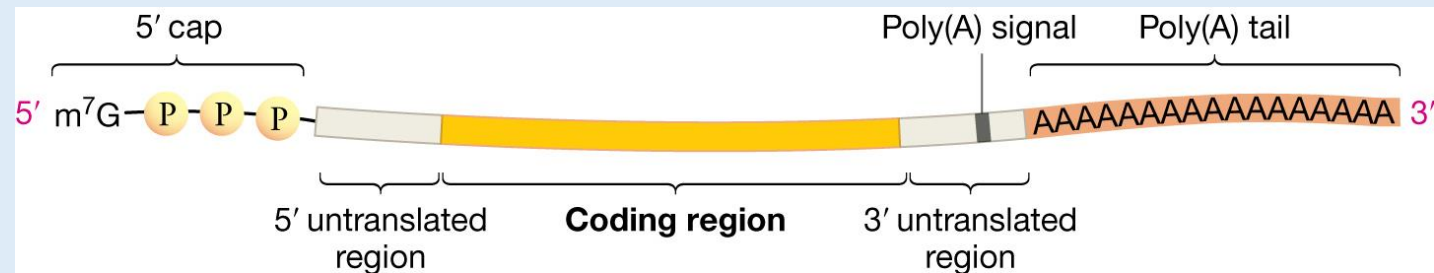 5′ cap
Poly(A) signal
Poly(A) tail
5′ m⁷G P P P AAAAAAAAAAAAAAAAA 3′
5′ untranslated
region
Coding region
3′ untranslated
region